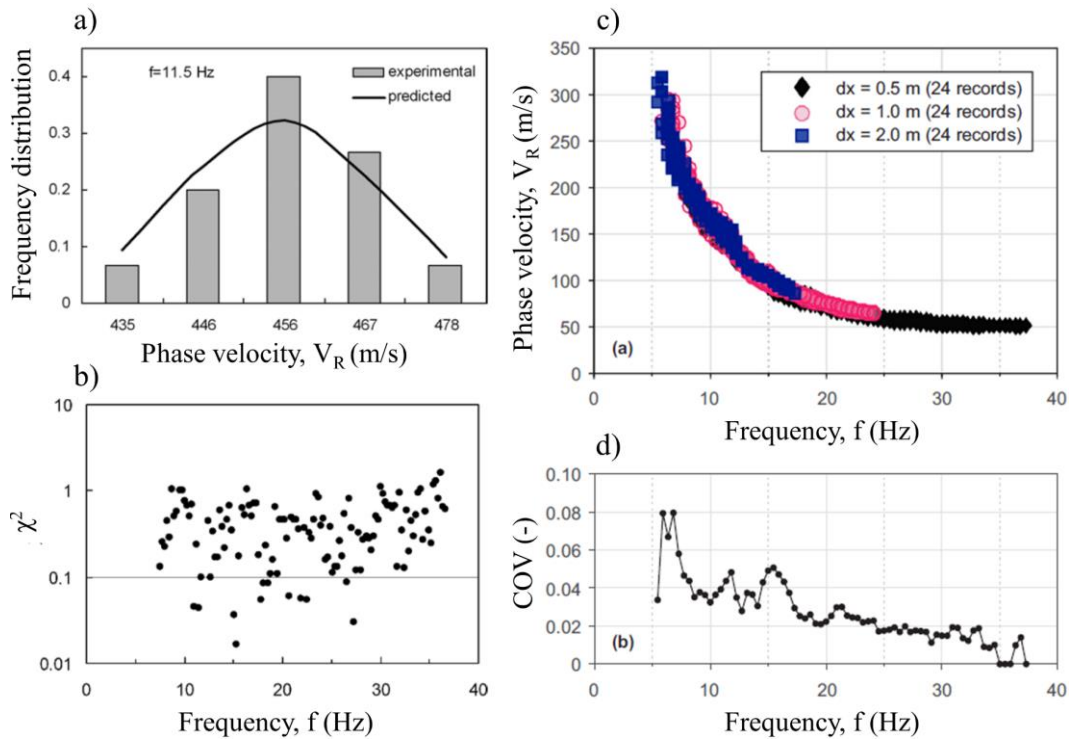 a)
Frequency distribution
0.4
0.3
0.2
0.1
0
f=11.5 Hz
experimental
predicted
435 446 456 467 478
Phase velocity, V_R (m/s)
b)
χ²
10
1
0.1
0.01
0 10 20 30 40
Frequency, f (Hz)
c)
Phase velocity, V_R (m/s)
350
300
250
200
150
100
50
0
dx = 0.5 m (24 records)
dx = 1.0 m (24 records)
dx = 2.0 m (24 records)
(a)
0 10 20 30 40
Frequency, f (Hz)
d)
COV (-)
0.10
0.08
0.06
0.04
0.02
0
(b)
0 10 20 30 40
Frequency, f (Hz)